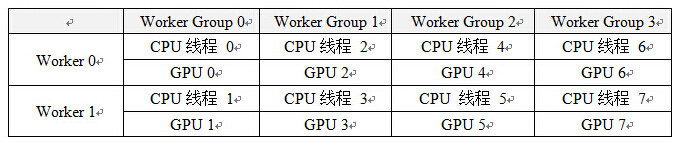 Worker Group 0 Worker Group 1 Worker Group 2 Worker Group 3
Worker 0
CPU 线程 0 CPU 线程 2 CPU 线程 4 CPU 线程 6
GPU 0 GPU 2 GPU 4 GPU 6
Worker 1
CPU 线程 1 CPU 线程 3 CPU 线程 5 CPU 线程 7
GPU 1 GPU 3 GPU 5 GPU 7